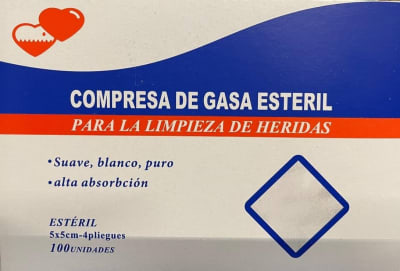 COMPRESA DE GASA ESTERIL
PARA LA LIMPIEZA DE HERIDAS
•Suave, blanco, puro
•alta absorbción
ESTÉRIL
5x5cm-4pliegues
100UNIDADES